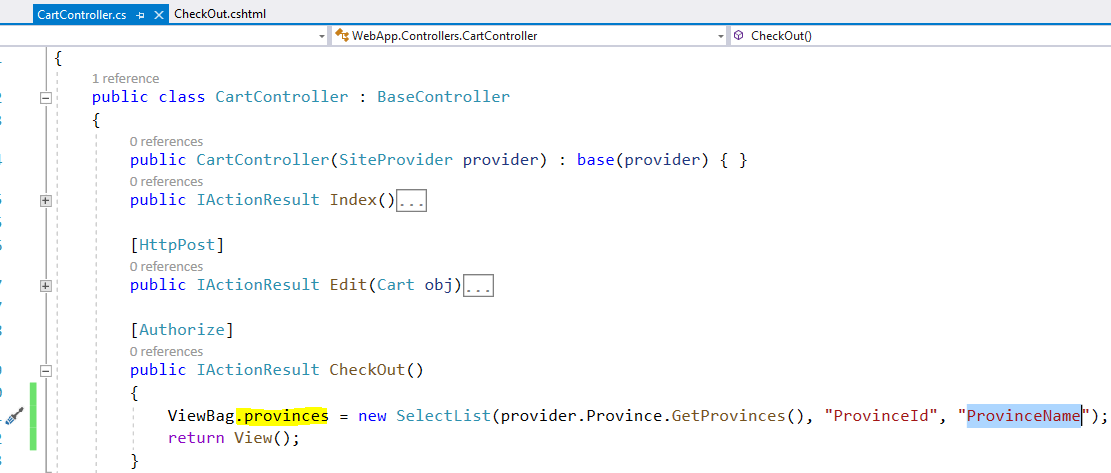 CartController.cs CheckOut.cshtml
WebApp.Controllers.CartController CheckOut()
{
1 reference
public class CartController : BaseController
{
0 references
public CartController(SiteProvider provider) : base(provider) { }
0 references
public IActionResult Index()...
[HttpPost]
0 references
public IActionResult Edit(Cart obj)...
[Authorize]
0 references
public IActionResult CheckOut()
{
ViewBag.provinces = new SelectList(provider.Province.GetProvinces(), "ProvinceId", "ProvinceName");
return View();
}